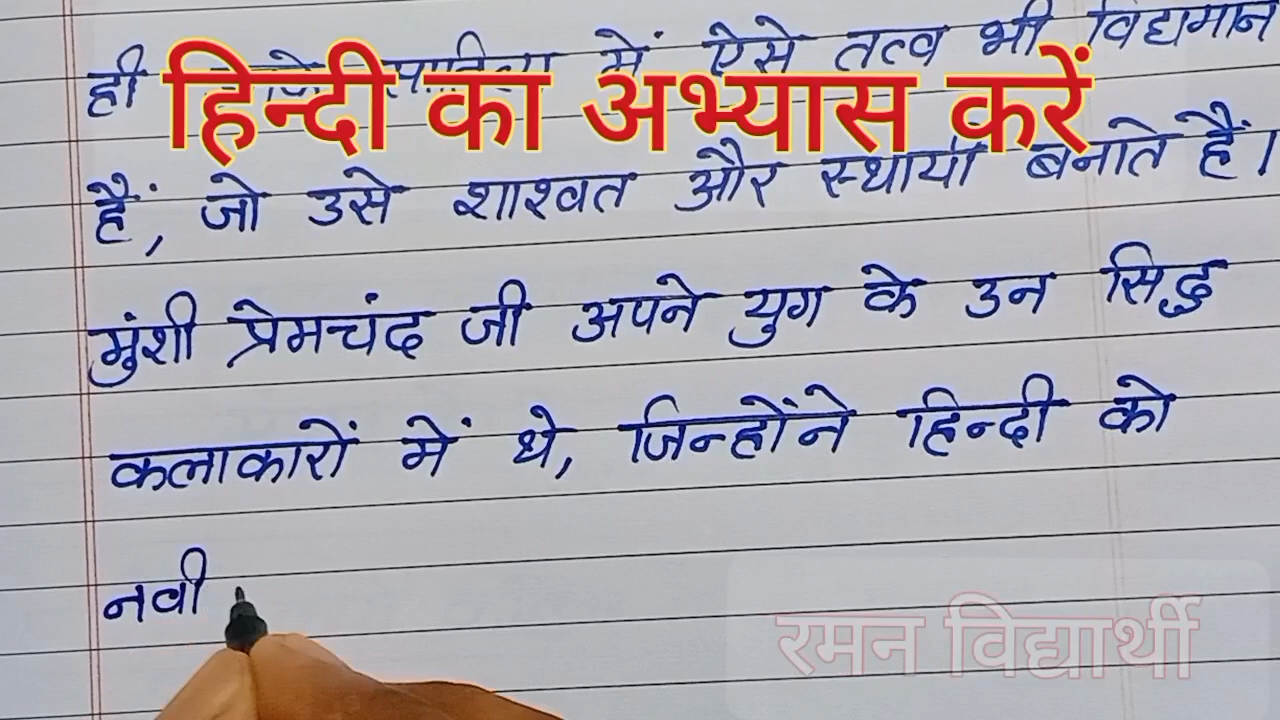 ही में ऐसे तत्व भी विद्यमान
हिन्दी का अभ्यास करें
हैं, जो उसे शाश्वत और स्थायी बनाते हैं।
मुंशी प्रेमचंद जी अपने युग के उन सिद्ध
कलाकारों में थे, जिन्होंने हिन्दी को
नवी
रमन विद्यार्थी